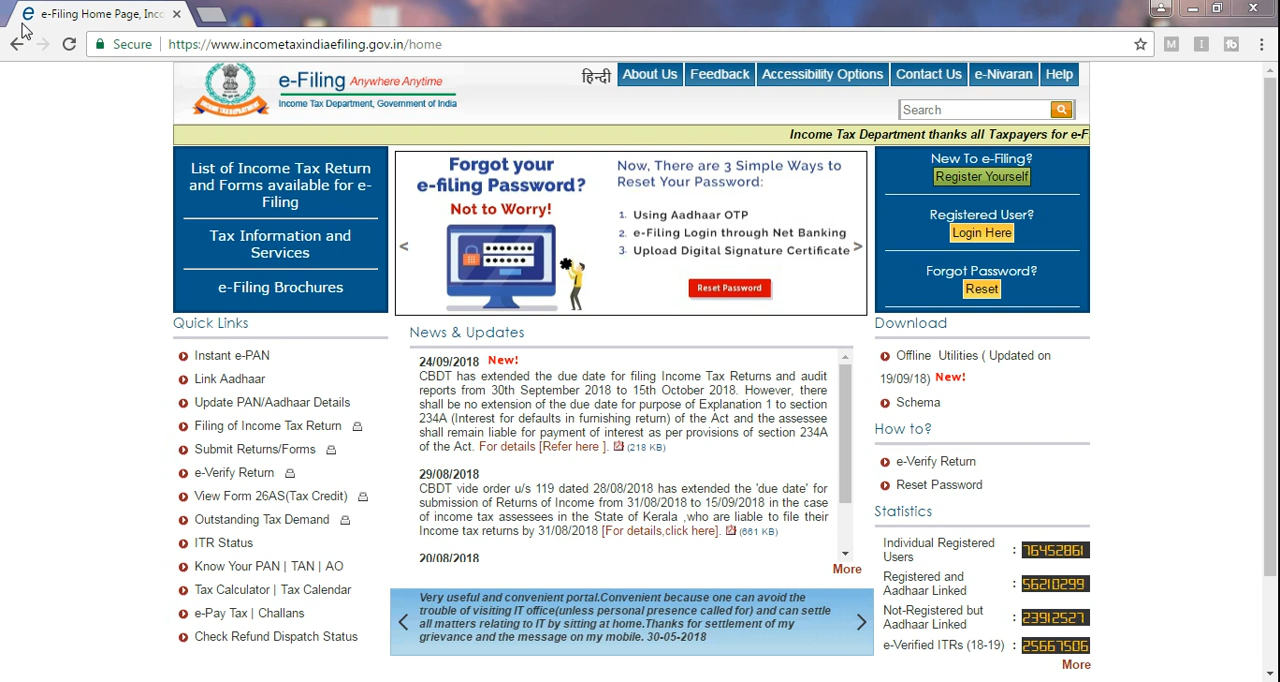 e-Filing Home Page, Inco
Secure | https://www.incometaxindiaefiling.gov.in/home
e-Filing Anywhere Anytime
Income Tax Department, Government of India
हिन्दी About Us Feedback Accessibility Options Contact Us e-Nivaran Help
Search
Income Tax Department thanks all Taxpayers for e-F
List of Income Tax Return
and Forms available for e-
Filing
Tax Information and
Services
e-Filing Brochures
Forgot your
e-filing Password?
Not to Worry!
Now, There are 3 Simple Ways to
Reset Your Password:
1. Using Aadhaar OTP
2. e-Filing Login through Net Banking
3. Upload Digital Signature Certificate
Reset Password
< >
New To e-Filing?
Register Yourself
Registered User?
Login Here
Forgot Password?
Reset
Quick Links
Instant e-PAN
Link Aadhaar
Update PAN/Aadhaar Details
Filing of Income Tax Return
Submit Returns/Forms
e-Verify Return
View Form 26AS(Tax Credit)
Outstanding Tax Demand
ITR Status
Know Your PAN | TAN | AO
Tax Calculator | Tax Calendar
e-Pay Tax | Challans
Check Refund Dispatch Status
News & Updates
24/09/2018 New!
CBDT has extended the due date for filing Income Tax Returns and audit
reports from 30th September 2018 to 15th October 2018. However, there
shall be no extension of the due date for purpose of Explanation 1 to section
234A (Interest for defaults in furnishing return) of the Act and the assessee
shall remain liable for payment of interest as per provisions of section 234A
of the Act. For details [Refer here ]. (218 KB)
29/08/2018
CBDT vide order u/s 119 dated 28/08/2018 has extended the 'due date' for
submission of Returns of Income from 31/08/2018 to 15/09/2018 in the case
of income tax assessees in the State of Kerala ,who are liable to file their
Income tax returns by 31/08/2018 [For details,click here]. (661 KB)
20/08/2018
More
Very useful and convenient portal.Convenient because one can avoid the
trouble of visiting IT office(unless personal presence called for) and can settle
all matters relating to IT by sitting at home.Thanks for settlement of my
grievance and the message on my mobile. 30-05-2018
Download
Offline Utilities ( Updated on
19/09/18) New!
Schema
How to?
e-Verify Return
Reset Password
Statistics
Individual Registered
Users : 76452861
Registered and
Aadhaar Linked : 56210299
Not-Registered but
Aadhaar Linked : 23912527
e-Verified ITRs (18-19) : 25667506
More